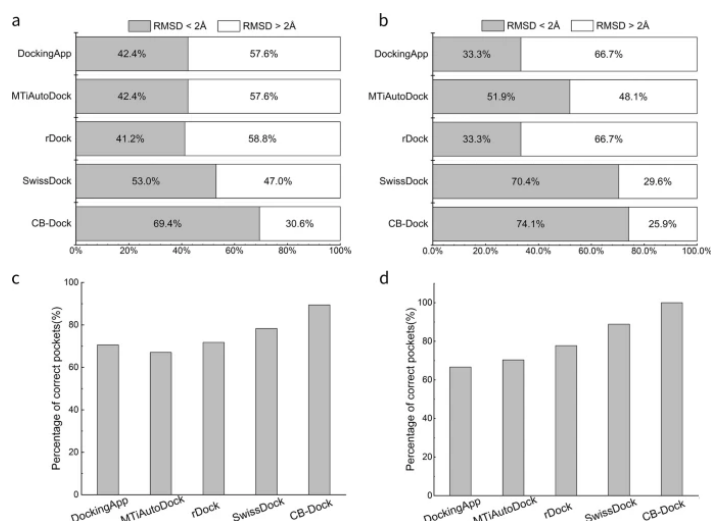 a
RMSD < 2Å RMSD > 2Å
DockingApp 42.4% 57.6%
MTiAutoDock 42.4% 57.6%
rDock 41.2% 58.8%
SwissDock 53.0% 47.0%
CB-Dock 69.4% 30.6%
0% 20% 40% 60% 80% 100%
b
RMSD < 2Å RMSD > 2Å
DockingApp 33.3% 66.7%
MTiAutoDock 51.9% 48.1%
rDock 33.3% 66.7%
SwissDock 70.4% 29.6%
CB-Dock 74.1% 25.9%
0.0% 20.0% 40.0% 60.0% 80.0% 100.0%
c
Percentage of correct pockets(%)
100
80
60
40
20
0
DockingApp MTiAutoDock rDock SwissDock CB-Dock
d
Percentage of correct pockets(%)
100
80
60
40
20
0
DockingApp MTiAutoDock rDock SwissDock CB-Dock